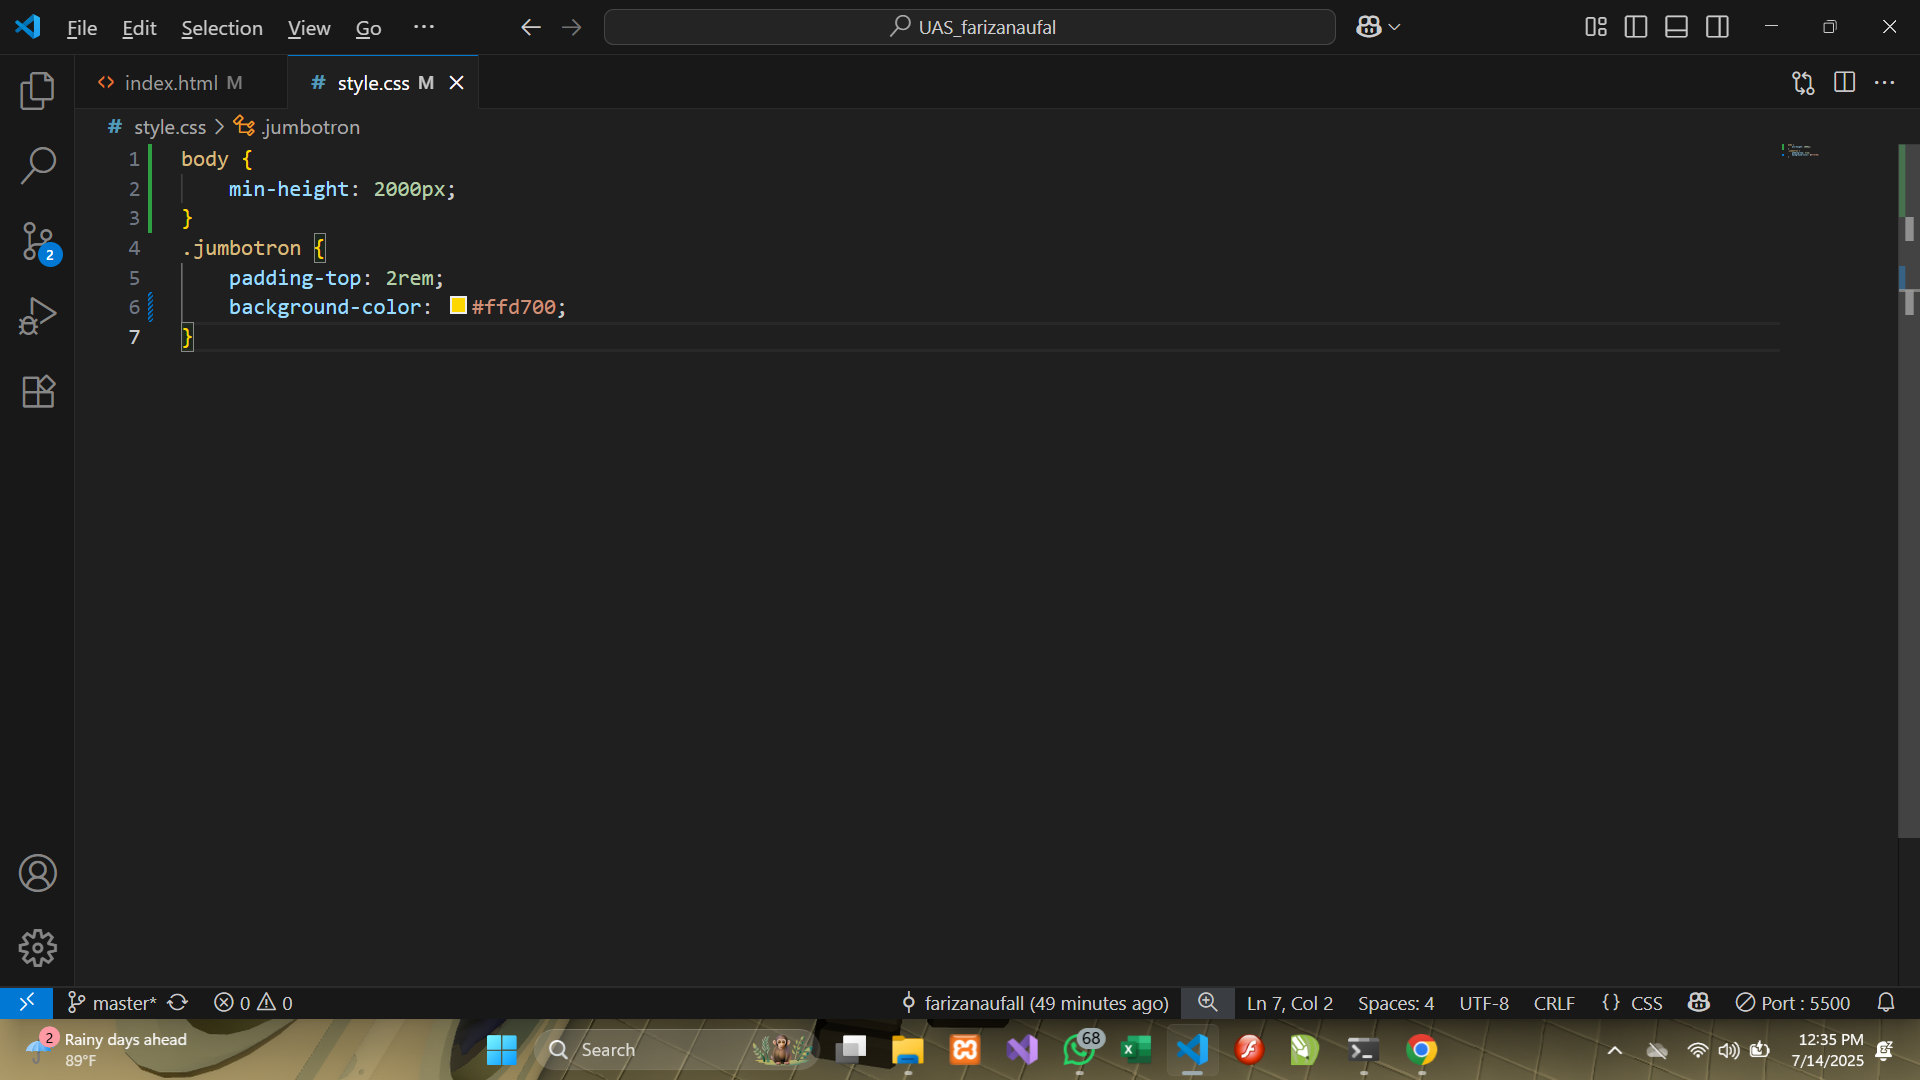 File Edit Selection View Go ···
UAS_farizanaufal
index.html M
# style.css M
# style.css > .jumbotron
1 body {
2 min-height: 2000px;
3 }
4 .jumbotron {
5 padding-top: 2rem;
6 background-color: #ffd700;
7 }
2
master* 0 0
farizanaufall (49 minutes ago)
Ln 7, Col 2
Spaces: 4
UTF-8
CRLF
{} CSS
Port : 5500
2
Rainy days ahead
89°F
Search
68
12:35 PM
7/14/2025